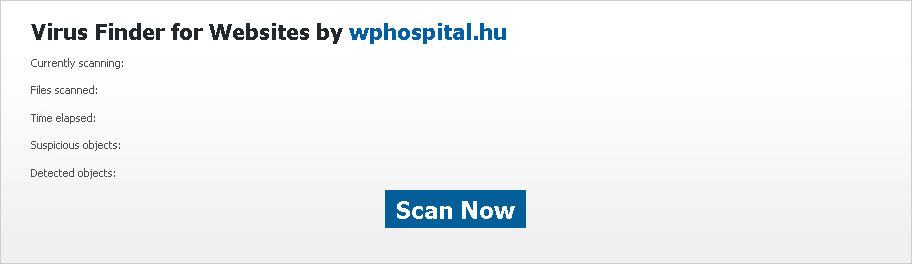 Virus Finder for Websites by wphospital.hu
Currently scanning:
Files scanned:
Time elapsed:
Suspicious objects:
Detected objects:
Scan Now